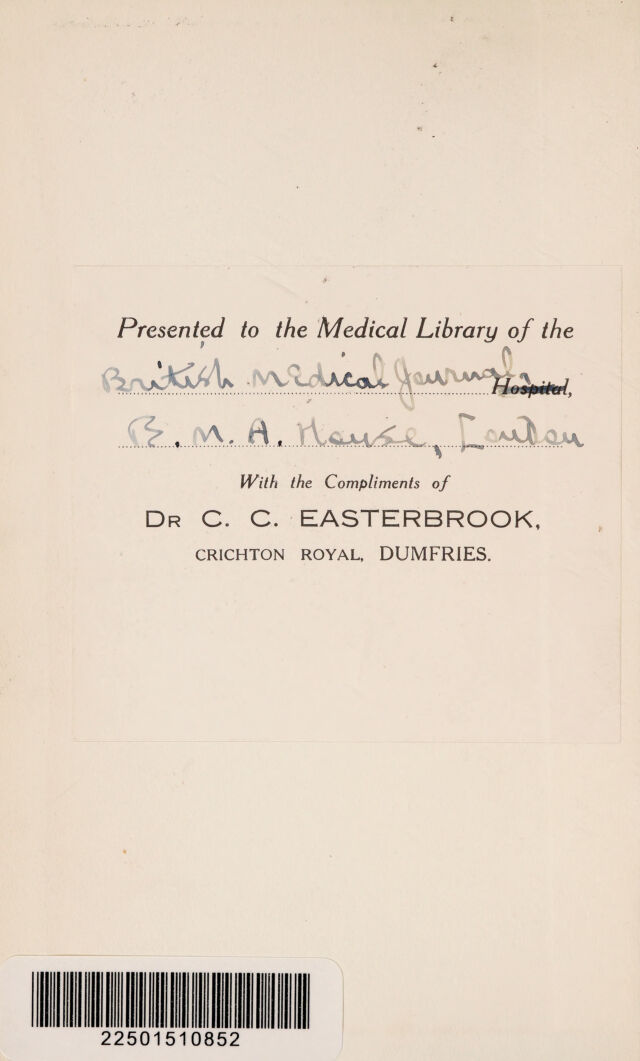 Presented to the Medical Library of the
British Medical Journal, Hospital,
B. M. A. House, London
With the Compliments of
DR C. C. EASTERBROOK,
CRICHTON ROYAL, DUMFRIES.
22501510852